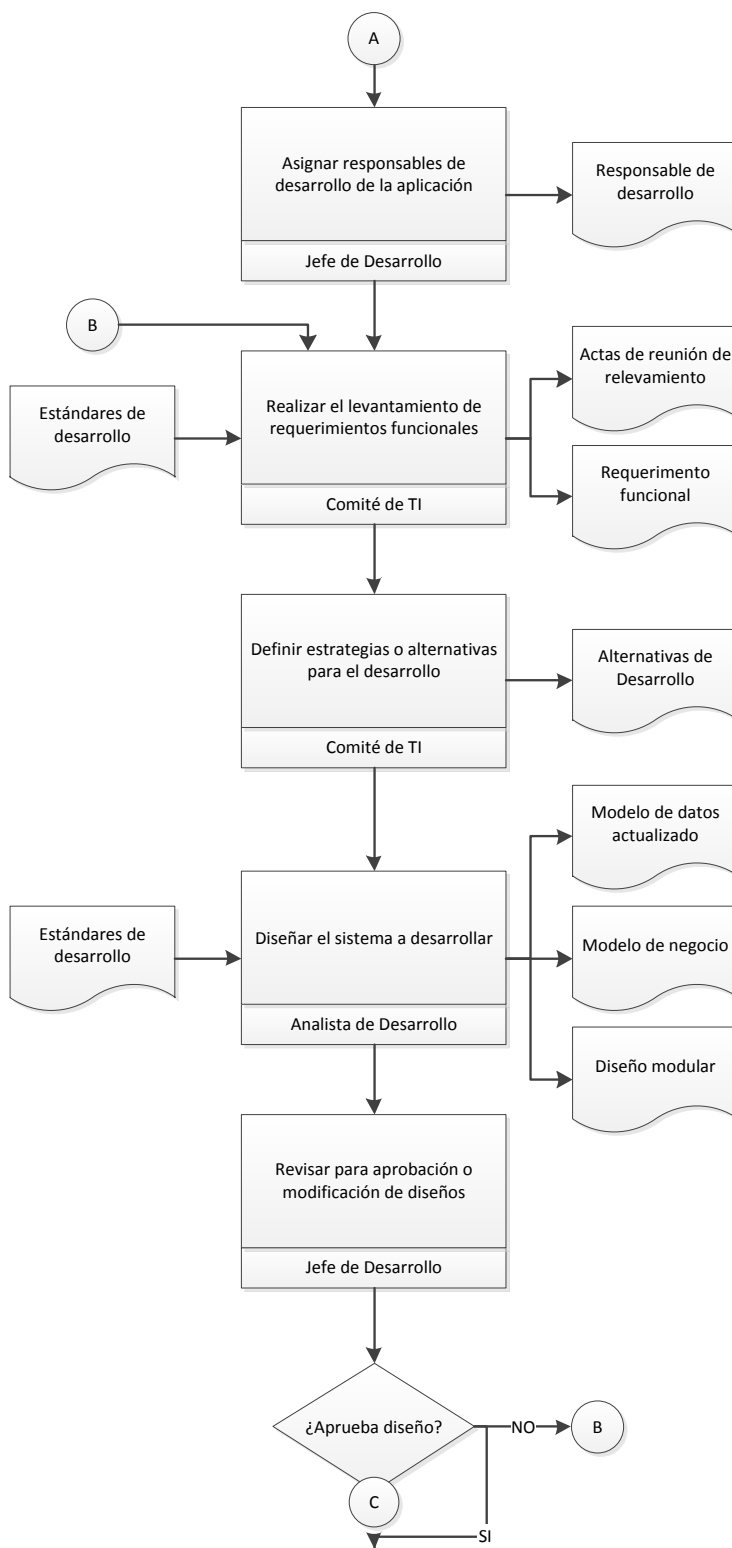 A
Asignar responsables de
desarrollo de la aplicación
Jefe de Desarrollo
Responsable de
desarrollo
B
Estándares de
desarrollo
Realizar el levantamiento de
requerimientos funcionales
Comité de TI
Actas de reunión de
relevamiento
Requerimento
funcional
Definir estrategias o alternativas
para el desarrollo
Comité de TI
Alternativas de
Desarrollo
Estándares de
desarrollo
Diseñar el sistema a desarrollar
Analista de Desarrollo
Modelo de datos
actualizado
Modelo de negocio
Diseño modular
Revisar para aprobación o
modificación de diseños
Jefe de Desarrollo
¿Aprueba diseño?
NO
B
C
SI